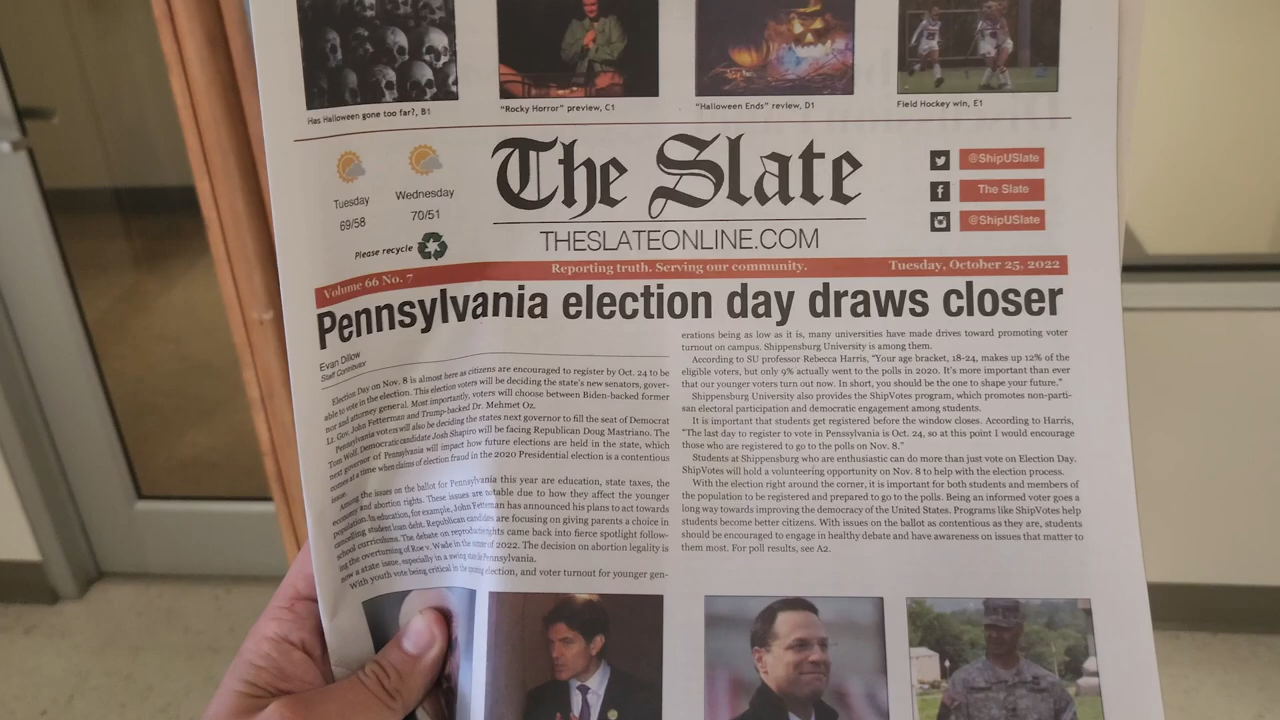 Has Halloween gone too far?, B1
"Rocky Horror" preview, C1
"Halloween Ends" review, D1
Field Hockey win, E1
Tuesday
69/58
Wednesday
70/51
Please recycle
The Slate
THESLATEONLINE.COM
@ShipUSlate
The Slate
@ShipUSlate
Volume 66 No. 7
Reporting truth. Serving our community.
Tuesday, October 25, 2022
Pennsylvania election day draws closer
Evan Dillow
Staff Contributor
Election Day on Nov. 8 is almost here as citizens are encouraged to register by Oct. 24 to be
able to vote in the election. This election voters will be deciding the state's new senators, gover-
nor and attorney general. Most importantly, voters will choose between Biden-backed former
Lt. Gov. John Fetterman and Trump-backed Dr. Mehmet Oz.
Pennsylvania voters will also be deciding the states next governor to fill the seat of Democrat
Tom Wolf. Democratic candidate Josh Shapiro will be facing Republican Doug Mastriano. The
next governor of Pennsylvania will impact how future elections are held in the state, which
comes at a time when claims of election fraud in the 2020 Presidential election is a contentious
issue.
Among the issues on the ballot for Pennsylvania this year are education, state taxes, the
economy and abortion rights. These issues are notable due to how they affect the younger
population. In education, for example, John Fetteman has announced his plans to act towards
cancelling student loan debt. Republican candidates are focusing on giving parents a choice in
school curriculums. The debate on reproductive rights came back into fierce spotlight follow-
ing the overturning of Roe v. Wade in the summer of 2022. The decision on abortion legality is
now a state issue, especially in a swing state like Pennsylvania.
With youth vote being critical in the election, and voter turnout for younger gen-
erations being as low as it is, many universities have made drives toward promoting voter
turnout on campus. Shippensburg University is among them.
According to SU professor Rebecca Harris, "Your age bracket, 18-24, makes up 12% of the
eligible voters, but only 9% actually went to the polls in 2020. It's more important than ever
that our younger voters turn out now. In short, you should be the one to shape your future."
Shippensburg University also provides the ShipVotes program, which promotes non-parti-
san electoral participation and democratic engagement among students.
It is important that students get registered before the window closes. According to Harris,
"The last day to register to vote in Penssylvania is Oct. 24, so at this point I would encourage
those who are registered to go to the polls on Nov. 8."
Students at Shippensburg who are enthusiastic can do more than just vote on Election Day.
ShipVotes will hold a volunteering opportunity on Nov. 8 to help with the election process.
With the election right around the corner, it is important for both students and members of
the population to be registered and prepared to go to the polls. Being an informed voter goes a
long way towards improving the democracy of the United States. Programs like ShipVotes help
students become better citizens. With issues on the ballot as contentious as they are, students
should be encouraged to engage in healthy debate and have awareness on issues that matter to
them most. For poll results, see A2.